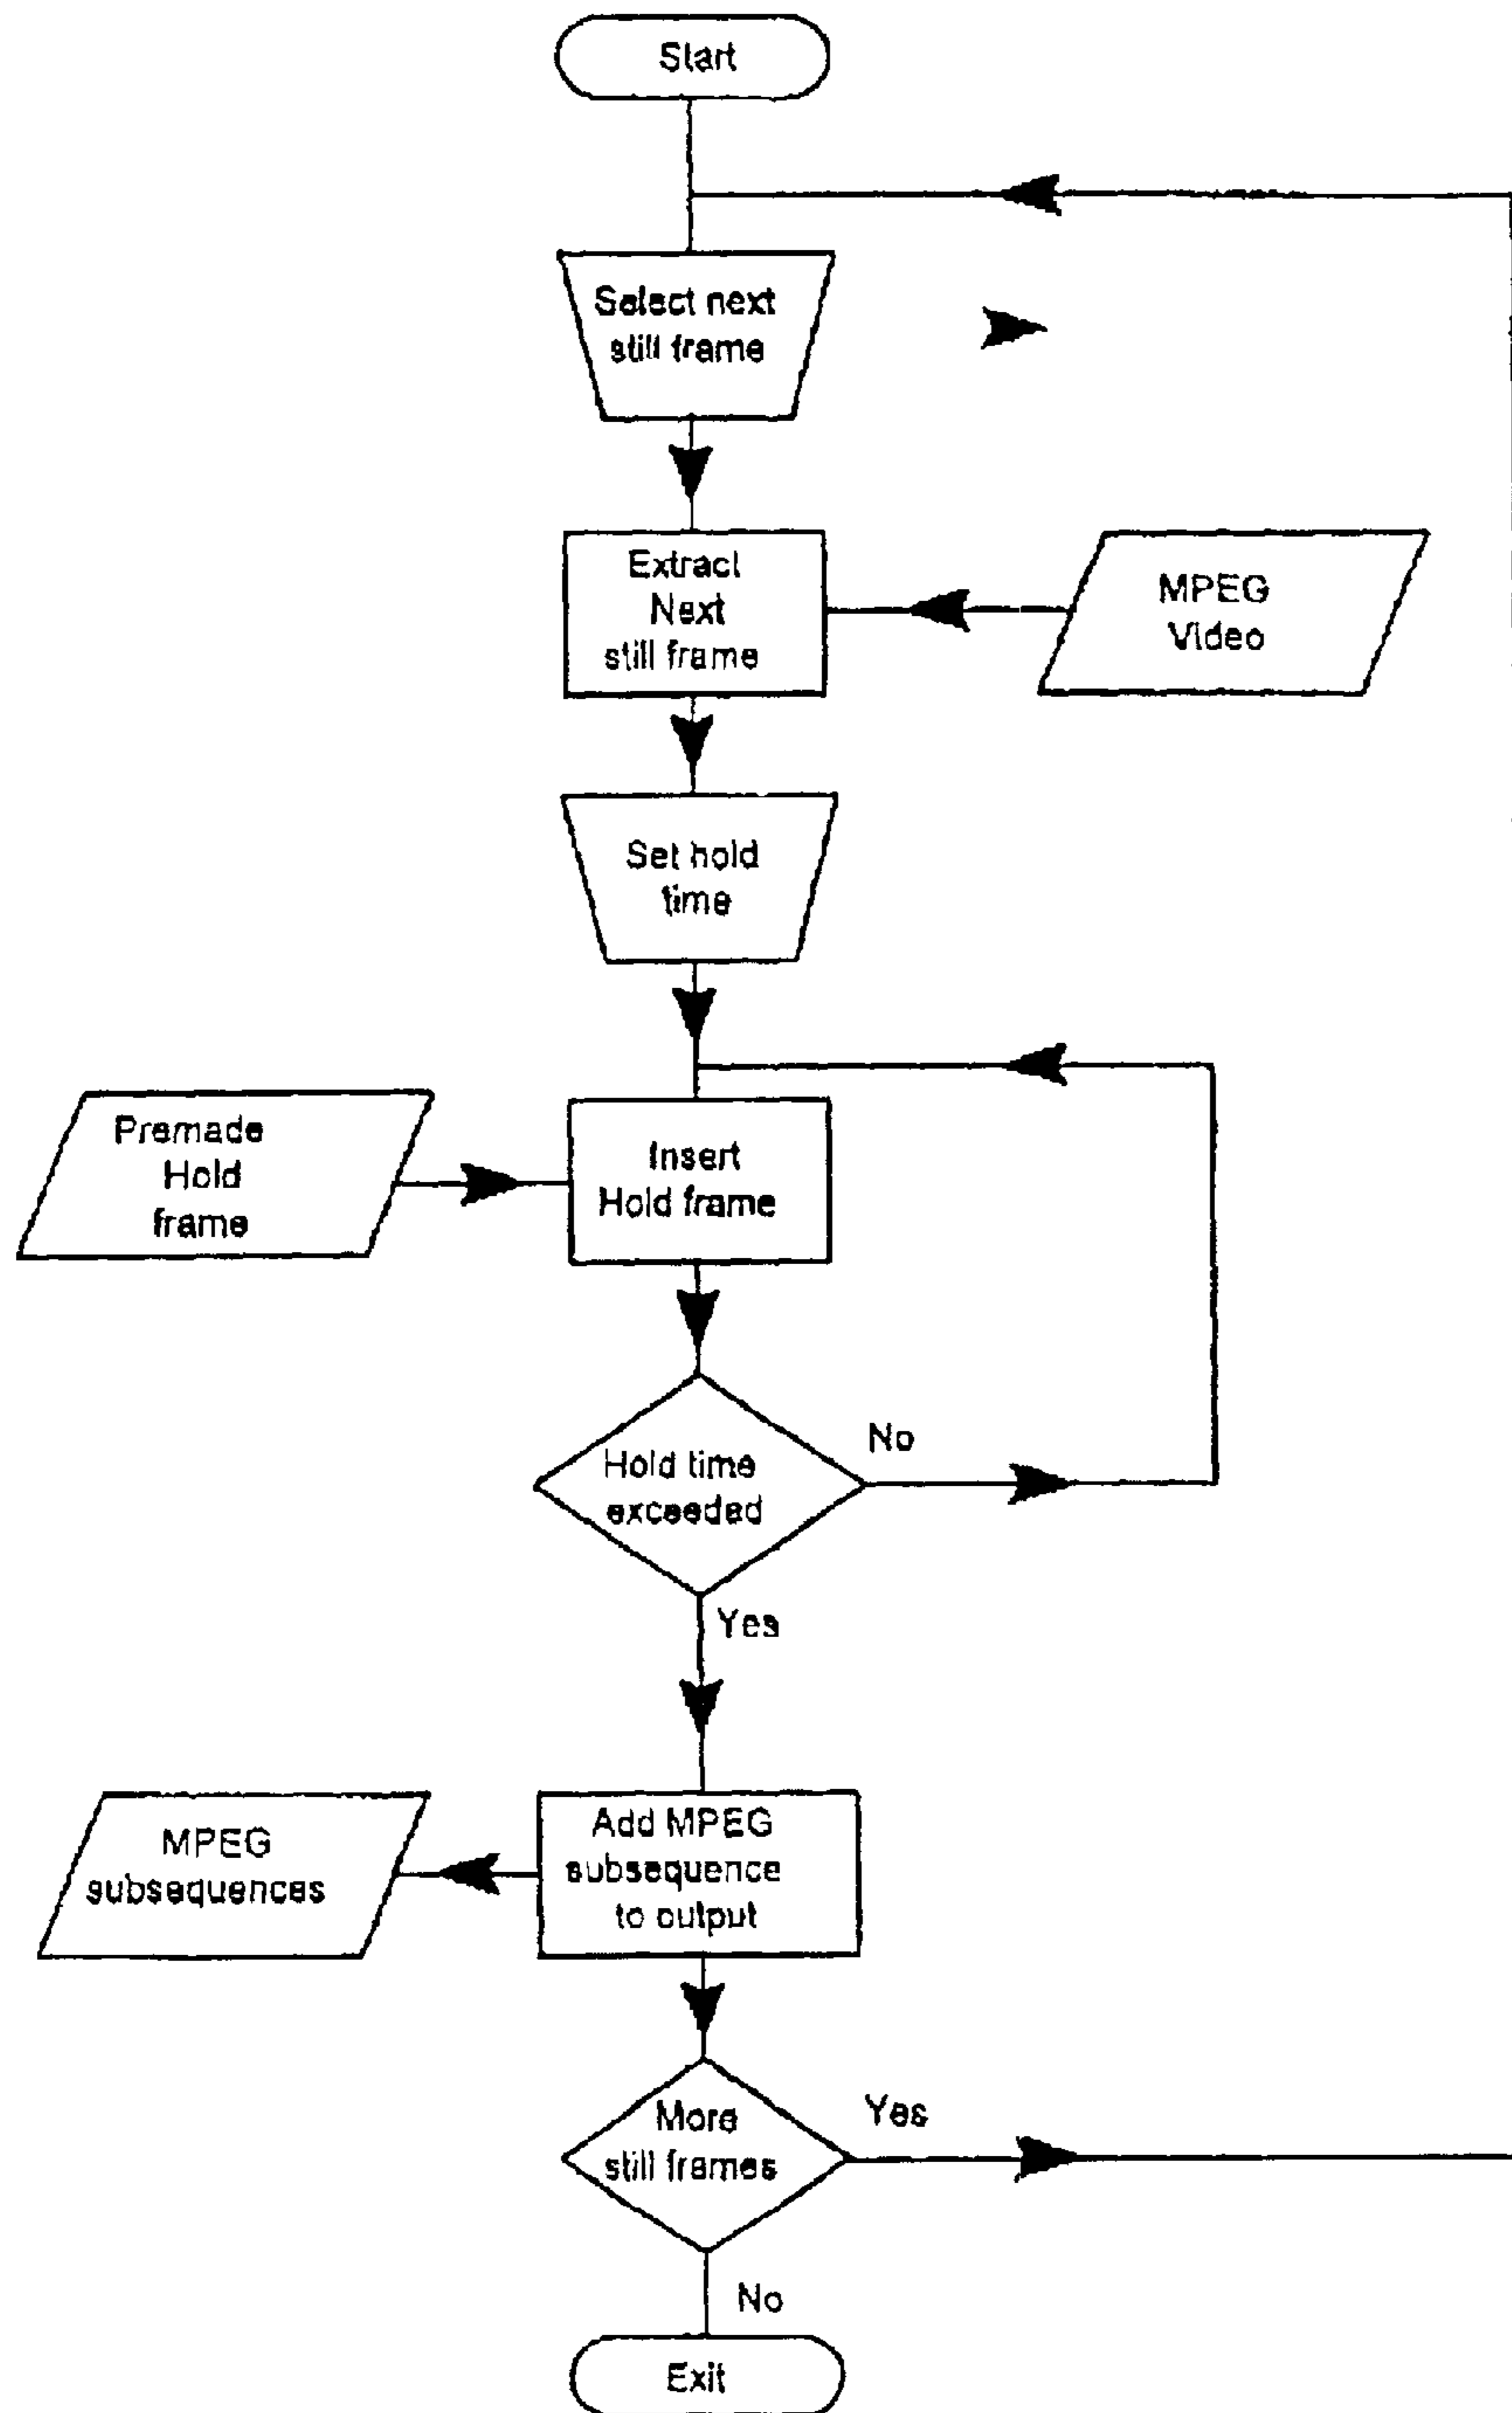 Start
Select next
still frame
Extract
Next
still frame
MPEG
Video
Set hold
time
Premade
Hold
frame
Insert
Hold frame
No
Hold time
exceeded
Yes
MPEG
subsequences
Add MPEG
subsequence
to output
More
still frames
Yes
No
Exit